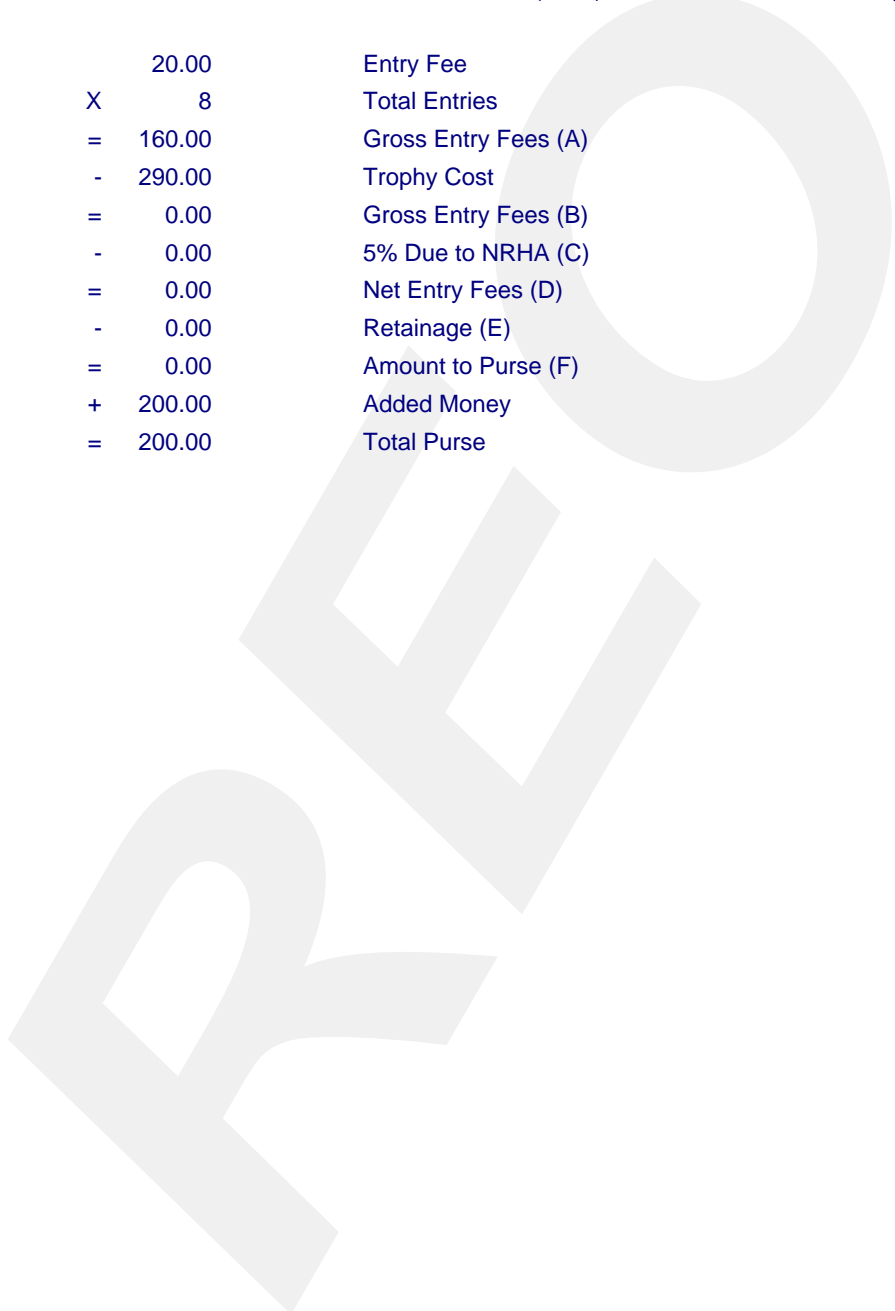 20.00 Entry Fee
X 8 Total Entries
= 160.00 Gross Entry Fees (A)
- 290.00 Trophy Cost
= 0.00 Gross Entry Fees (B)
- 0.00 5% Due to NRHA (C)
= 0.00 Net Entry Fees (D)
- 0.00 Retainage (E)
= 0.00 Amount to Purse (F)
+ 200.00 Added Money
= 200.00 Total Purse
REO